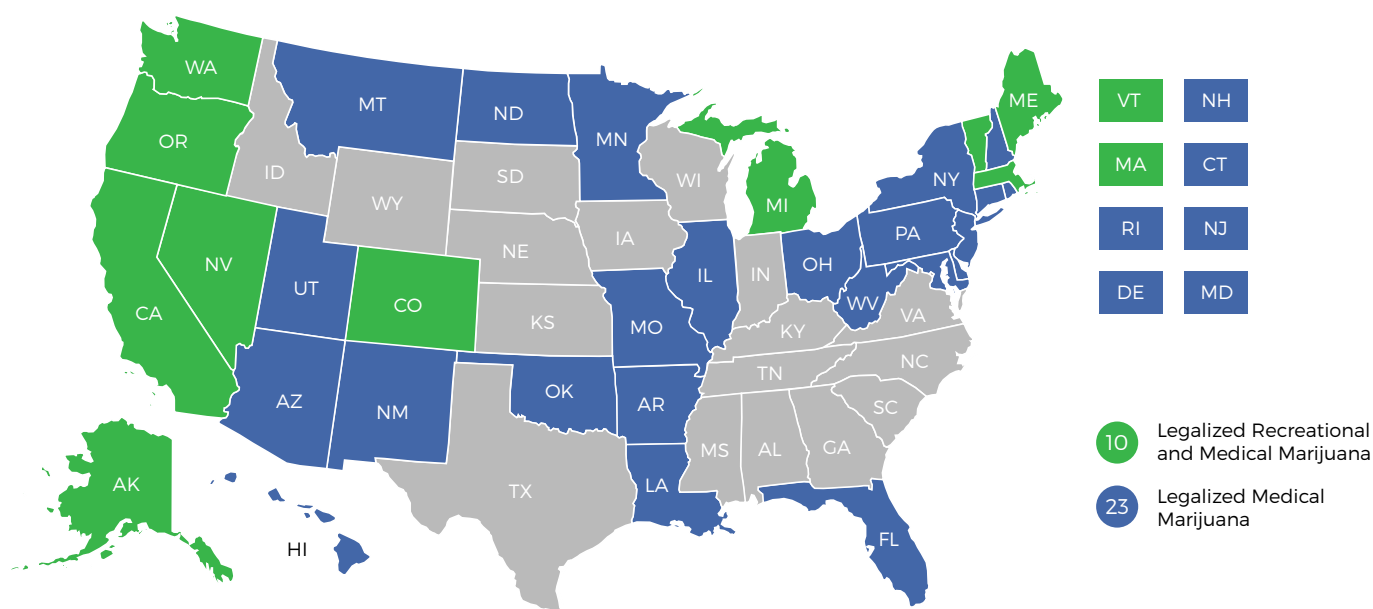 WA
ME
VT
NH
MT
ND
MN
OR
MA
CT
ID
SD
WI
NY
WY
MI
RI
NJ
IA
PA
NE
NV
OH
UT
IL
IN
DE
MD
CO
WV
CA
KS
MO
KY
VA
NC
TN
AZ
OK
NM
AR
SC
10
Legalized Recreational
and Medical Marijuana
MS
AL
GA
AK
TX
LA
23
Legalized Medical
Marijuana
HI
FL